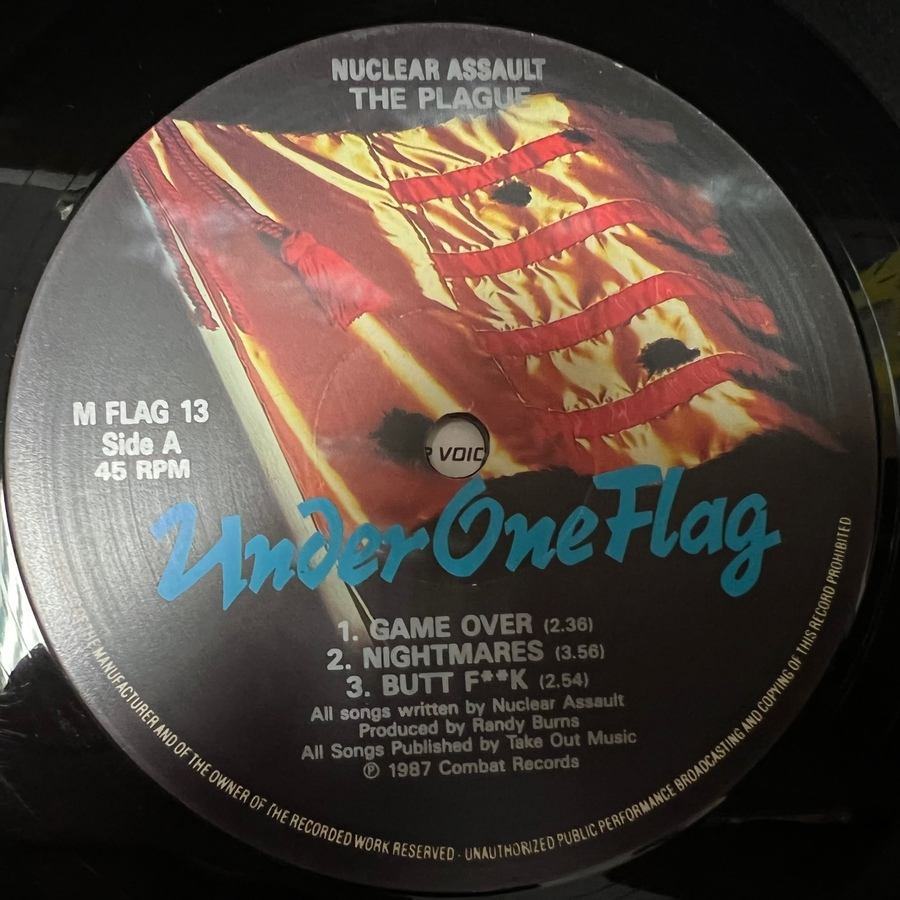 NUCLEAR ASSAULT
THE PLAGUE
M FLAG 13
Side A
45 RPM
P VOIC
Under One Flag
1. GAME OVER (2.36)
2. NIGHTMARES (3.56)
3. BUTT F**K (2.54)
All songs written by Nuclear Assault
Produced by Randy Burns
All Songs Published by Take Out Music
℗ 1987 Combat Records
OF THE MANUFACTURER AND OF THE OWNER OF THE RECORDED WORK RESERVED · UNAUTHORIZED PUBLIC PERFORMANCE BROADCASTING AND COPYING OF THIS RECORD PROHIBITED